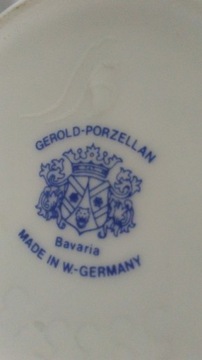 GEROLD-PORZELLAN
Bavaria
MADE IN W.-GERMANY